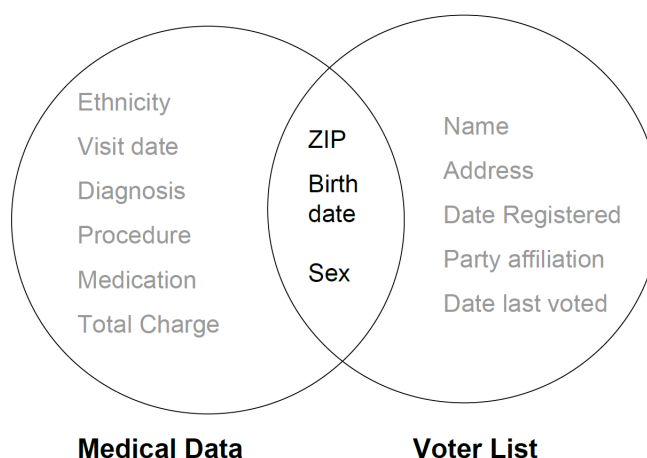 Ethnicity
Visit date
Diagnosis
Procedure
Medication
Total Charge
ZIP
Birth
date
Sex
Name
Address
Date Registered
Party affiliation
Date last voted
Medical Data
Voter List